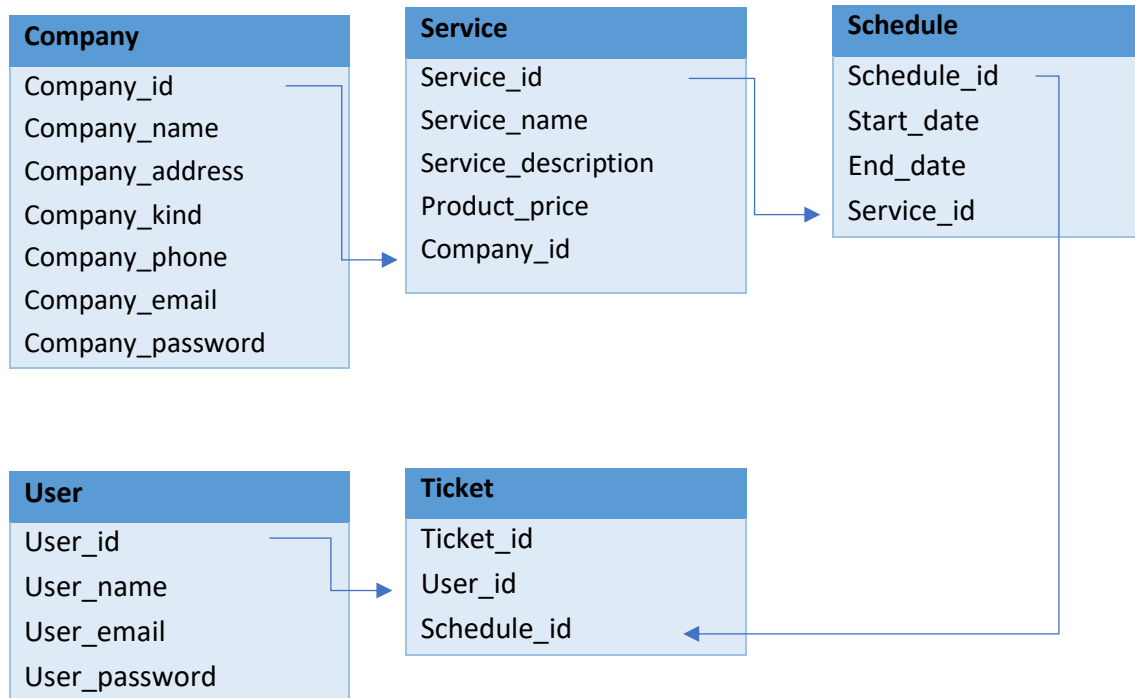 Company
Company_id
Company_name
Company_address
Company_kind
Company_phone
Company_email
Company_password
Service
Service_id
Service_name
Service_description
Product_price
Company_id
Schedule
Schedule_id
Start_date
End_date
Service_id
User
User_id
User_name
User_email
User_password
Ticket
Ticket_id
User_id
Schedule_id